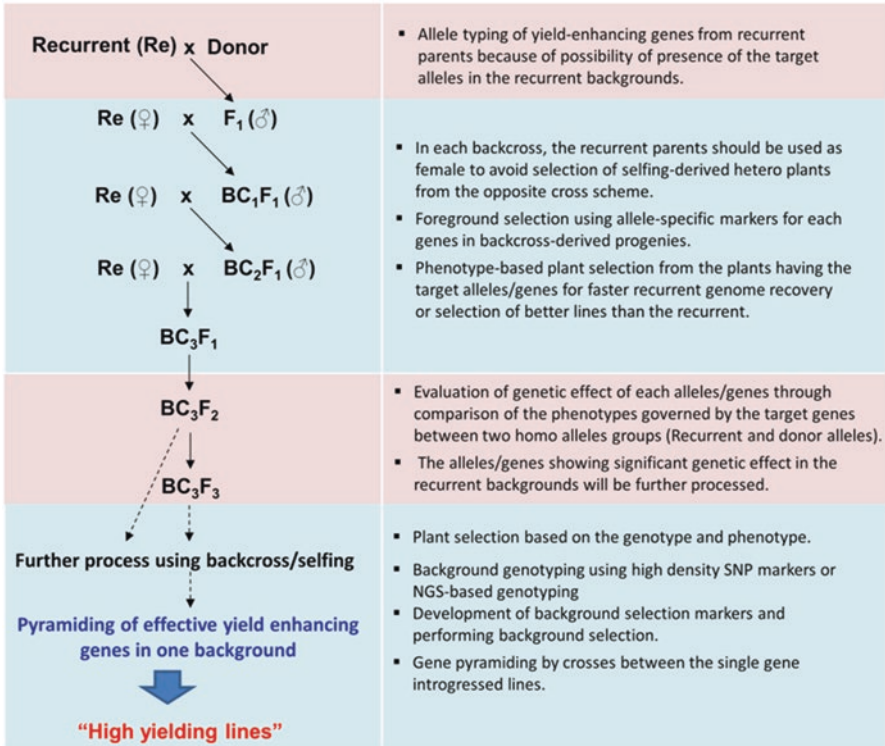 Recurrent (Re) x Donor
▪ Allele typing of yield-enhancing genes from recurrent
parents because of possibility of presence of the target
alleles in the recurrent backgrounds.
Re (♀) x F₁ (♂)
Re (♀) x BC₁F₁ (♂)
Re (♀) x BC₂F₁ (♂)
BC₃F₁
▪ In each backcross, the recurrent parents should be used as
female to avoid selection of selfing-derived hetero plants
from the opposite cross scheme.
▪ Foreground selection using allele-specific markers for each
genes in backcross-derived progenies.
▪ Phenotype-based plant selection from the plants having the
target alleles/genes for faster recurrent genome recovery
or selection of better lines than the recurrent.
BC₃F₂
BC₃F₃
▪ Evaluation of genetic effect of each alleles/genes through
comparison of the phenotypes governed by the target genes
between two homo alleles groups (Recurrent and donor alleles).
▪ The alleles/genes showing significant genetic effect in the
recurrent backgrounds will be further processed.
Further process using backcross/selfing
Pyramiding of effective yield enhancing
genes in one background
“High yielding lines”
▪ Plant selection based on the genotype and phenotype.
▪ Background genotyping using high density SNP markers or
NGS-based genotyping
▪ Development of background selection markers and
performing background selection.
▪ Gene pyramiding by crosses between the single gene
introgressed lines.